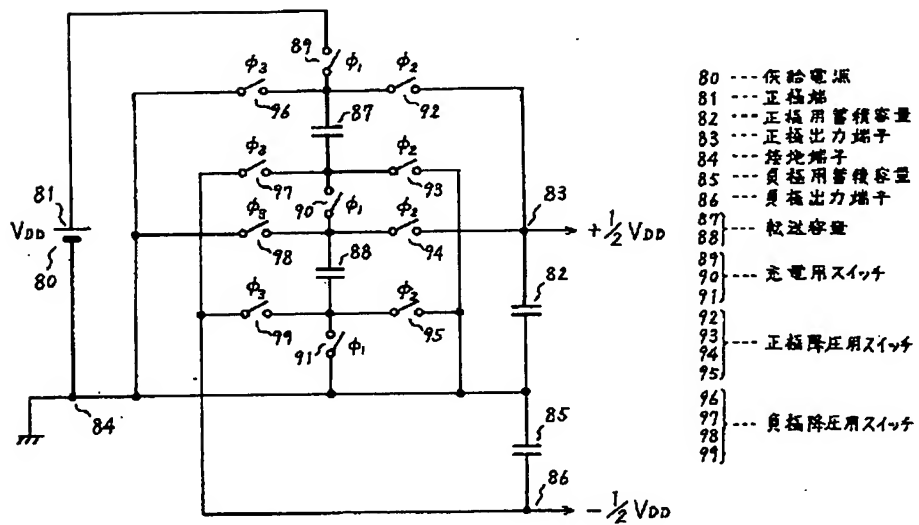 89
φ1
φ3
96
φ2
92
87
φ3
97
φ2
93
90
φ1
φ3
98
φ2
94
88
φ3
99
φ2
95
91
φ1
81
VDD
80
84
83
+1/2 VDD
82
85
86
-1/2 VDD
80 --- 供給電源
81 --- 正極端
82 --- 正極用蓄積容量
83 --- 正極出力端子
84 --- 接地端子
85 --- 負極用蓄積容量
86 --- 負極出力端子
87
88
--- 転送容量
89
90
91
--- 充電用スイッチ
92
93
94
95
--- 正極降圧用スイッチ
96
97
98
99
--- 負極降圧用スイッチ